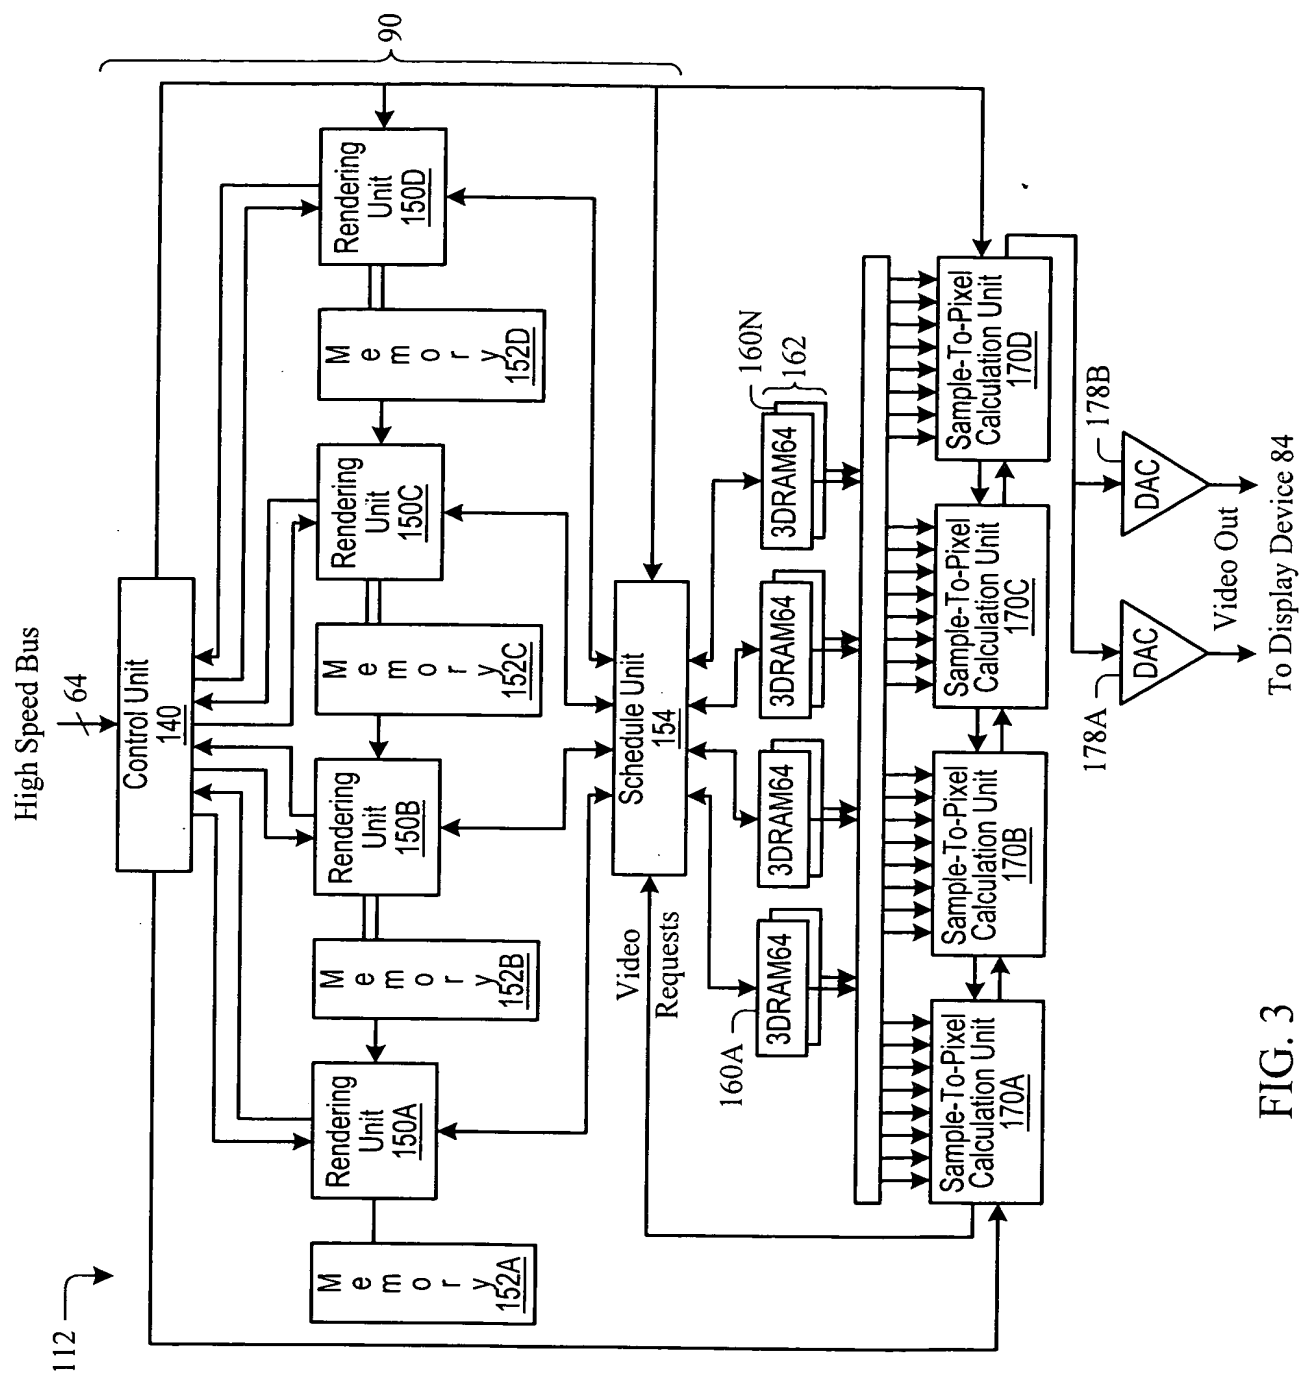 112
High Speed Bus
64
Control Unit
140
90
Memory
152A
Rendering
Unit
150A
Memory
152B
Rendering
Unit
150B
Memory
152C
Rendering
Unit
150C
Memory
152D
Rendering
Unit
150D
Video
Requests
Schedule Unit
154
160A
3DRAM64
3DRAM64
3DRAM64
3DRAM64
160N
162
Sample-To-Pixel
Calculation Unit
170A
Sample-To-Pixel
Calculation Unit
170B
Sample-To-Pixel
Calculation Unit
170C
Sample-To-Pixel
Calculation Unit
170D
178A
DAC
178B
DAC
Video Out
To Display Device 84
FIG. 3